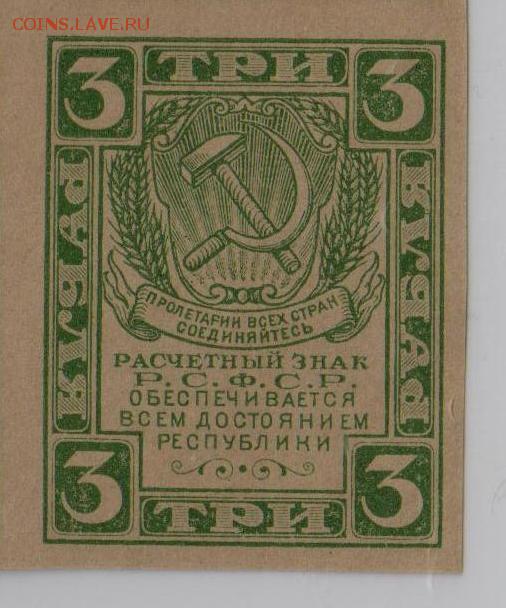 COINS.LAVE.RU
3 ТРИ 3
РУБЛЯ
РУБЛЯ
ПРОЛЕТАРИИ ВСЕХ СТРАН
СОЕДИНЯЙТЕСЬ
РАСЧЕТНЫЙ ЗНАК
Р.С.Ф.С.Р.
ОБЕСПЕЧИВАЕТСЯ
ВСЕМ ДОСТОЯНИЕМ
РЕСПУБЛИКИ
3 ТРИ 3